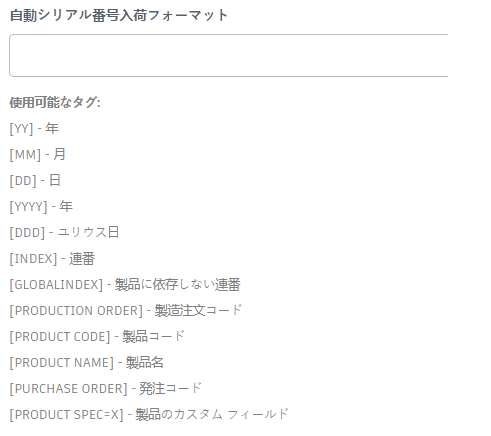 自動シリアル番号入荷フォーマット
使用可能なタグ:
[YY] - 年
[MM] - 月
[DD] - 日
[YYYY] - 年
[DDD] - ユリウス日
[INDEX] - 連番
[GLOBALINDEX] - 製品に依存しない連番
[PRODUCTION ORDER] - 製造注文コード
[PRODUCT CODE] - 製品コード
[PRODUCT NAME] - 製品名
[PURCHASE ORDER] - 発注コード
[PRODUCT SPEC=X] - 製品のカスタム フィールド